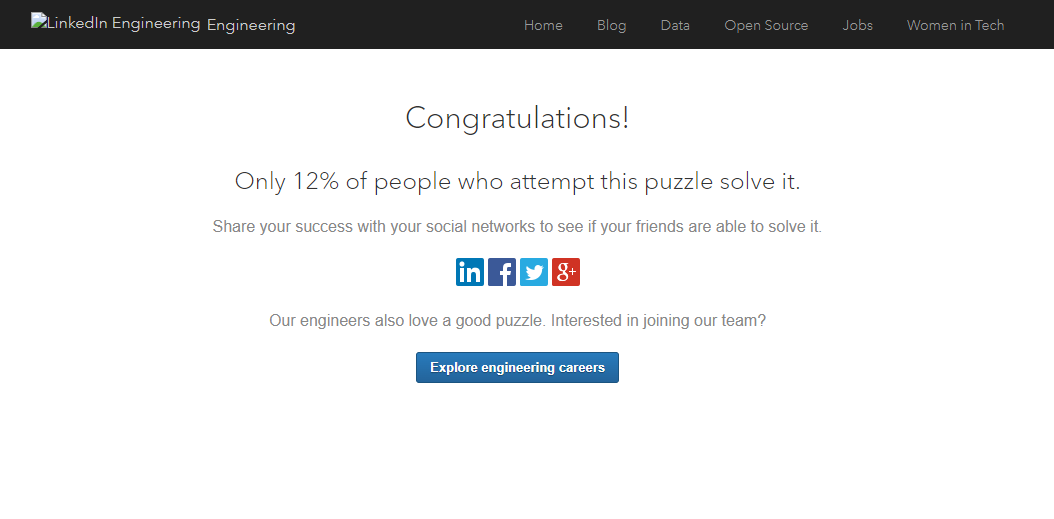 LinkedIn Engineering Engineering Home Blog Data Open Source Jobs Women in Tech
Congratulations!
Only 12% of people who attempt this puzzle solve it.
Share your success with your social networks to see if your friends are able to solve it.
in f g+
Our engineers also love a good puzzle. Interested in joining our team?
Explore engineering careers